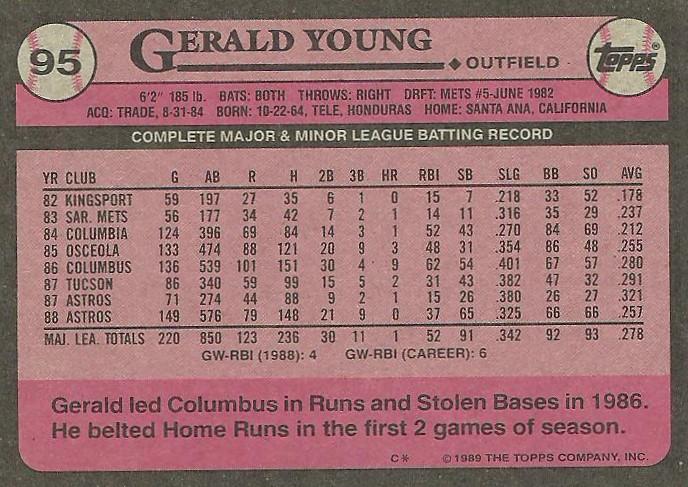 95
GERALD YOUNG
◆ OUTFIELD
TOPPS®
6'2" 185 lb. BATS: BOTH THROWS: RIGHT DRFT: METS #5-JUNE 1982
ACQ: TRADE, 8-31-84 BORN: 10-22-64, TELE, HONDURAS HOME: SANTA ANA, CALIFORNIA
COMPLETE MAJOR & MINOR LEAGUE BATTING RECORD
YR CLUB G AB R H 2B 3B HR RBI SB SLG BB SO AVG
82 KINGSPORT 59 197 27 35 6 1 0 15 7 .218 33 52 .178
83 SAR. METS 56 177 34 42 7 2 1 14 11 .316 35 29 .237
84 COLUMBIA 124 396 69 84 14 3 1 52 43 .270 84 69 .212
85 OSCEOLA 133 474 88 121 20 9 3 48 31 .354 86 48 .255
86 COLUMBUS 136 539 101 151 30 4 9 62 54 .401 67 57 .280
87 TUCSON 86 340 59 99 15 5 2 31 43 .382 47 32 .291
87 ASTROS 71 274 44 88 9 2 1 15 26 .380 26 27 .321
88 ASTROS 149 576 79 148 21 9 0 37 65 .325 66 66 .257
MAJ. LEA. TOTALS 220 850 123 236 30 11 1 52 91 .342 92 93 .278
GW-RBI (1988): 4 GW-RBI (CAREER): 6
Gerald led Columbus in Runs and Stolen Bases in 1986.
He belted Home Runs in the first 2 games of season.
C* © 1989 THE TOPPS COMPANY, INC.